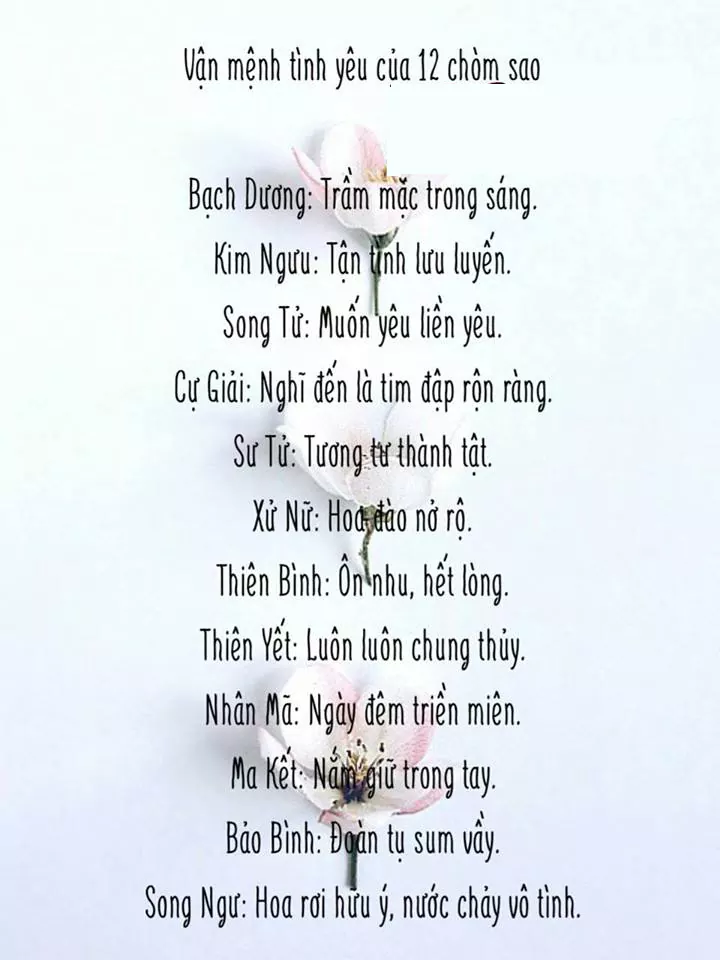 Vận mệnh tình yêu của 12 chòm sao
Bạch Dương: Trầm mặc trong sáng.
Kim Ngưu: Tận tình lưu luyến.
Song Tử: Muốn yêu liền yêu.
Cự Giải: Nghĩ đến là tim đập rộn ràng.
Sư Tử: Tương tư thành tật.
Xử Nữ: Hoa đào nở rộ.
Thiên Bình: Ôn nhu, hết lòng.
Thiên Yết: Luôn luôn chung thủy.
Nhân Mã: Ngày đêm triền miên.
Ma Kết: Nắm giữ trong tay.
Bảo Bình: Đoàn tụ sum vầy.
Song Ngư: Hoa rơi hữu ý, nước chảy vô tình.